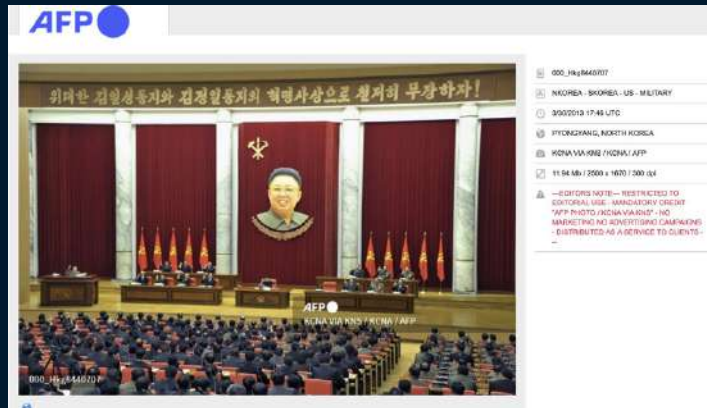 AFP
위대한 김일성동지와 김정일동지의 혁명사상으로 철저히 무장하자!
AFP
KCNA VIA KNS / KCNA / AFP
000_Hkg8440707
000_Hkg8440707
NKOREA - SKOREA - US - MILITARY
3/30/2013 17:46 UTC
PYONGYANG, NORTH KOREA
KCNA VIA KNS / KCNA / AFP
11.94 Mb / 2500 x 1670 / 300 dpi
---EDITORS NOTE--- RESTRICTED TO
EDITORIAL USE - MANDATORY CREDIT
"AFP PHOTO / KCNA VIA KNS" - NO
MARKETING NO ADVERTISING CAMPAIGNS
- DISTRIBUTED AS A SERVICE TO CLIENTS -
...